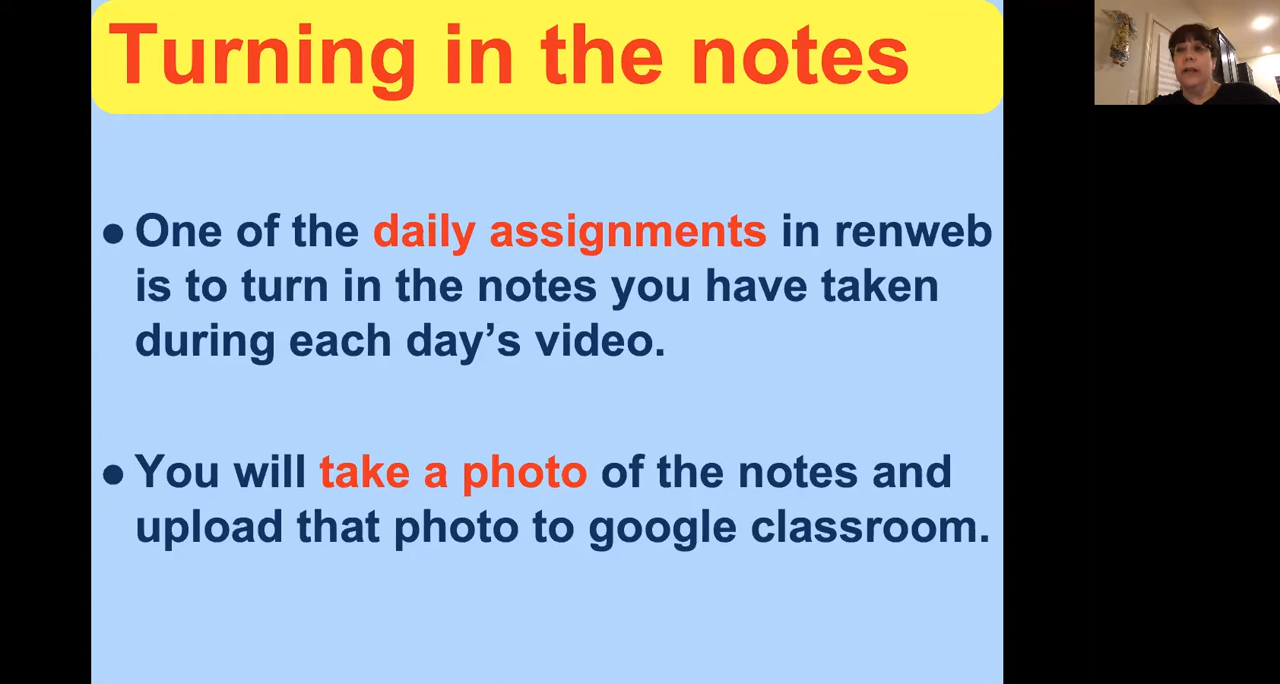 Turning in the notes
● One of the daily assignments in renweb
is to turn in the notes you have taken
during each day’s video.
● You will take a photo of the notes and
upload that photo to google classroom.